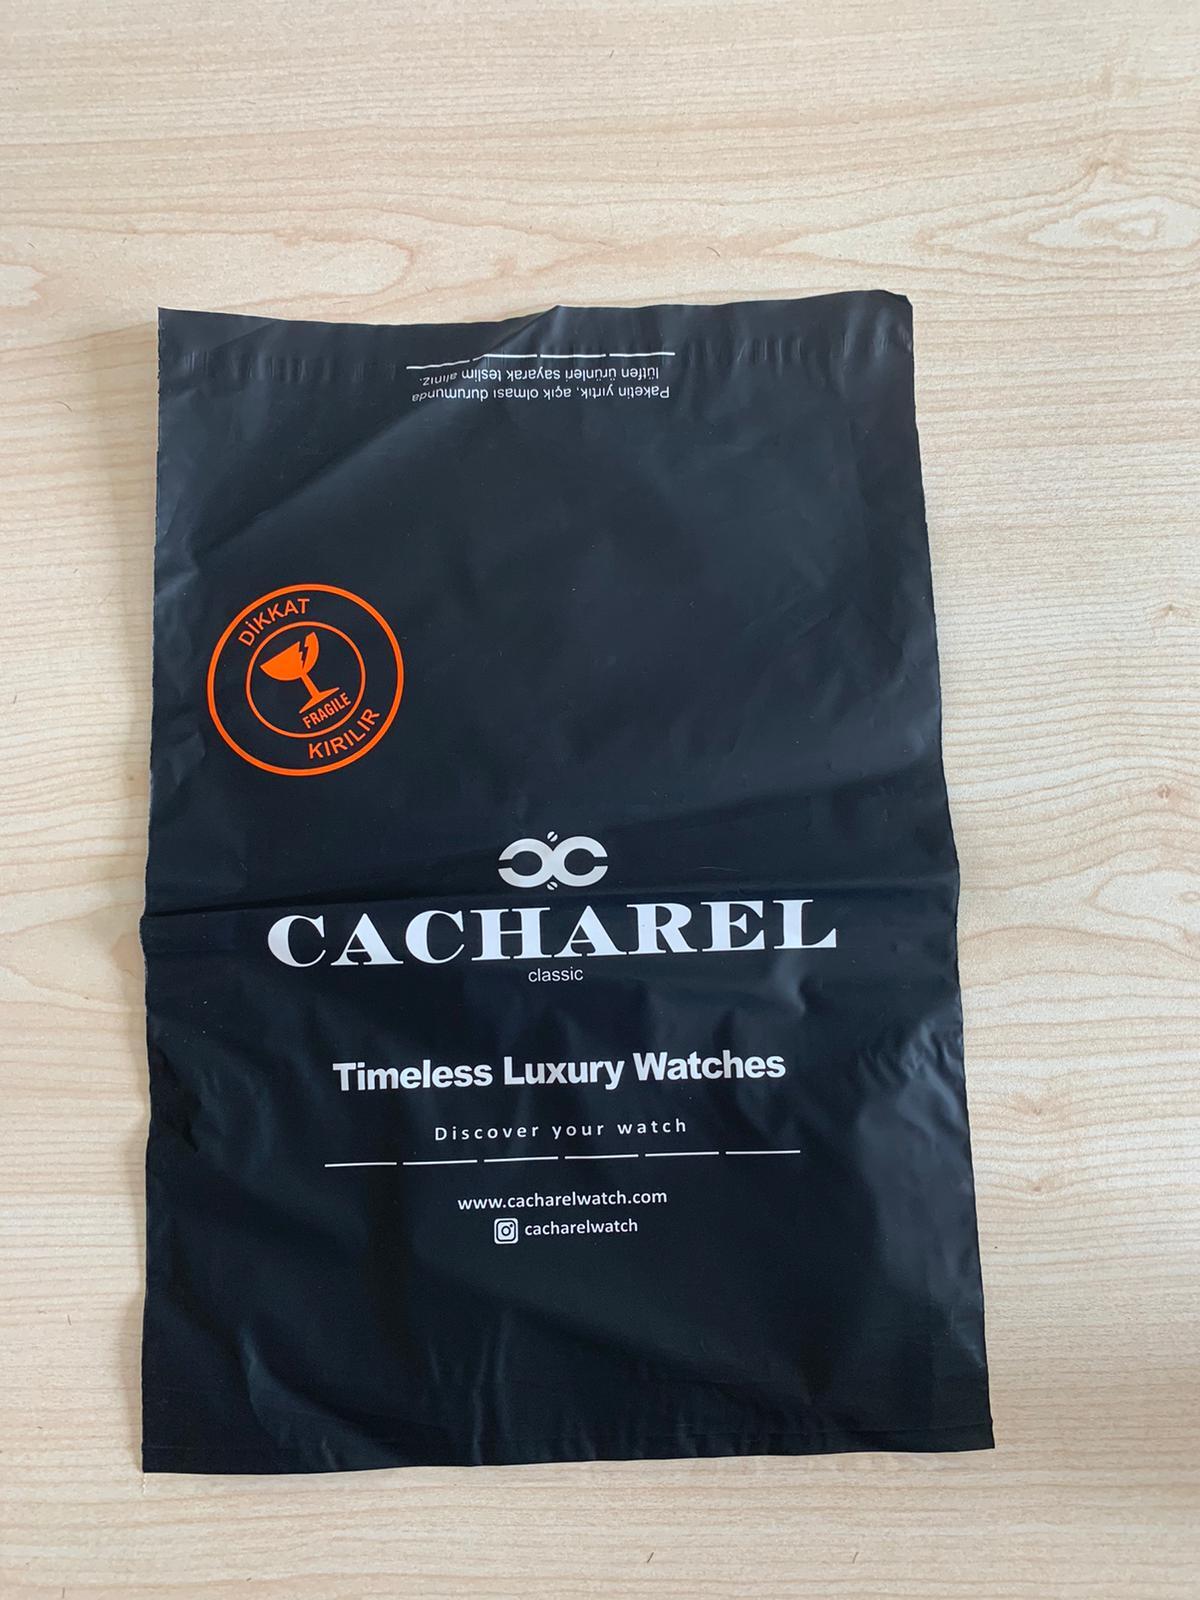 Paketin yırtık, açık olması durumunda
lütfen ürünleri sayarak teslim alınız.
DİKKAT
FRAGILE
KIRILIR
CACHAREL
classic
Timeless Luxury Watches
Discover your watch
www.cacharelwatch.com
cacharelwatch